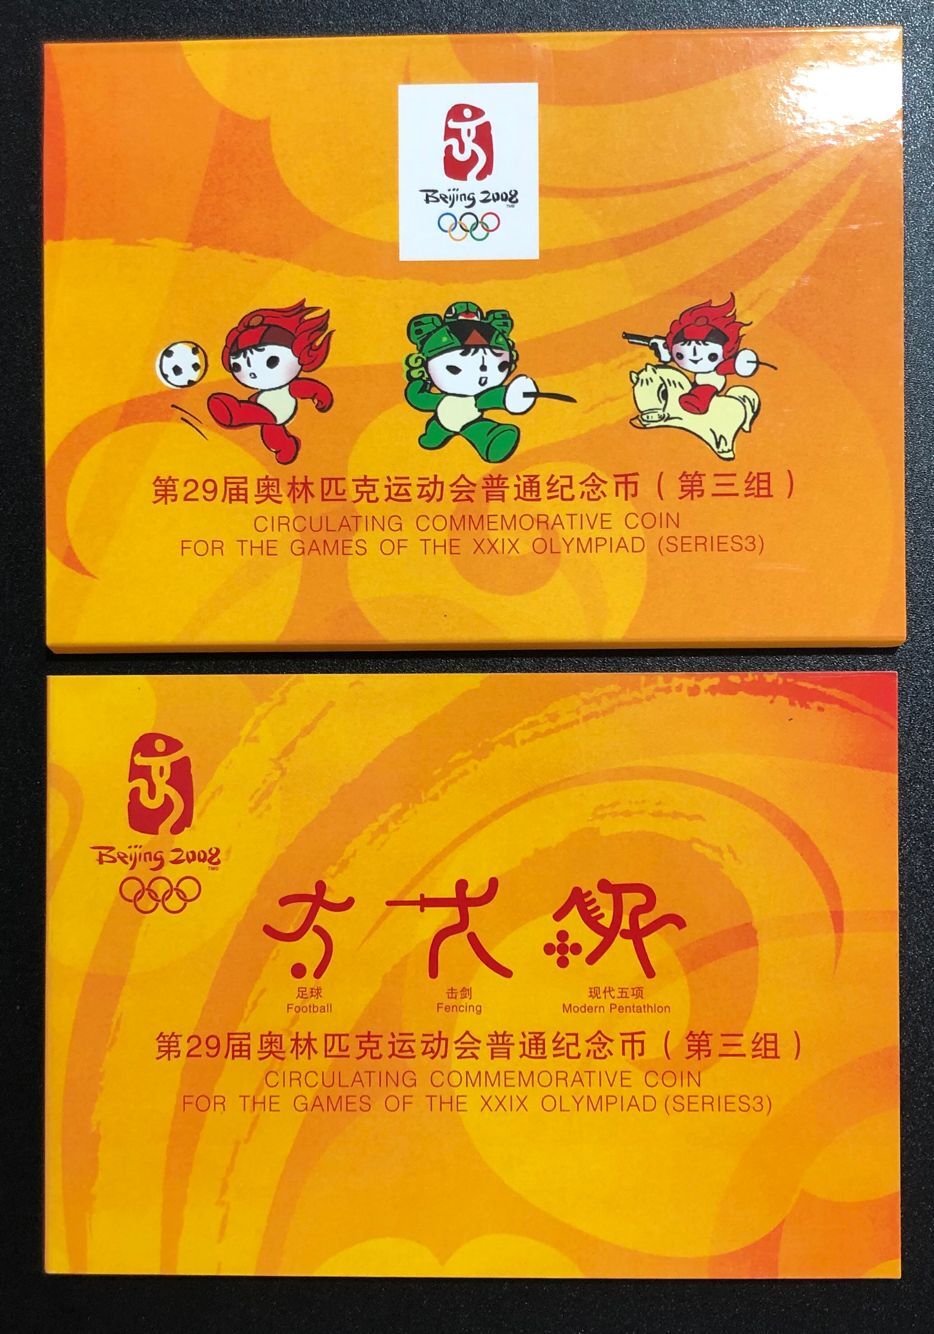 Beijing 2008
TM
第29届奥林匹克运动会普通纪念币（第三组）
CIRCULATING COMMEMORATIVE COIN
FOR THE GAMES OF THE XXIX OLYMPIAD (SERIES3)
Beijing 2008
TM
足球
Football
击剑
Fencing
现代五项
Modern Pentathlon
第29届奥林匹克运动会普通纪念币（第三组）
CIRCULATING COMMEMORATIVE COIN
FOR THE GAMES OF THE XXIX OLYMPIAD (SERIES3)